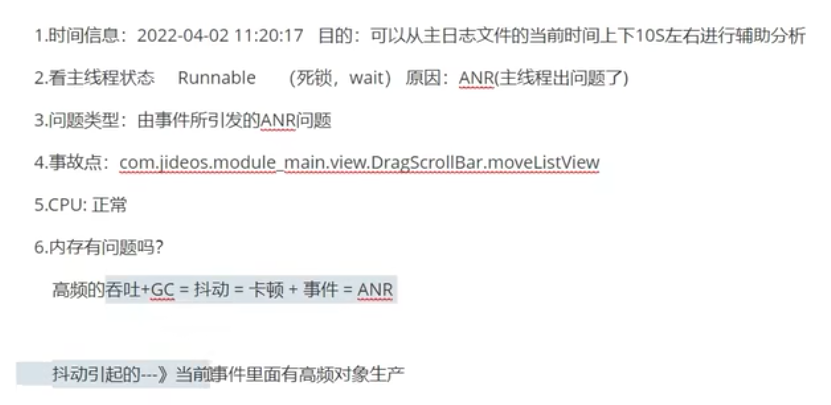 1.时间信息：2022-04-02 11:20:17 目的：可以从主日志文件的当前时间上下10S左右进行辅助分析
2.看主线程状态 Runnable （死锁，wait） 原因：ANR(主线程出问题了)
3.问题类型：由事件所引发的ANR问题
4.事故点：com.jideos.module_main.view.DragScrollBar.moveListView
5.CPU: 正常
6.内存有问题吗？
高频的吞吐+GC = 抖动 = 卡顿 + 事件 = ANR
抖动引起的---》当前事件里面有高频对象生产